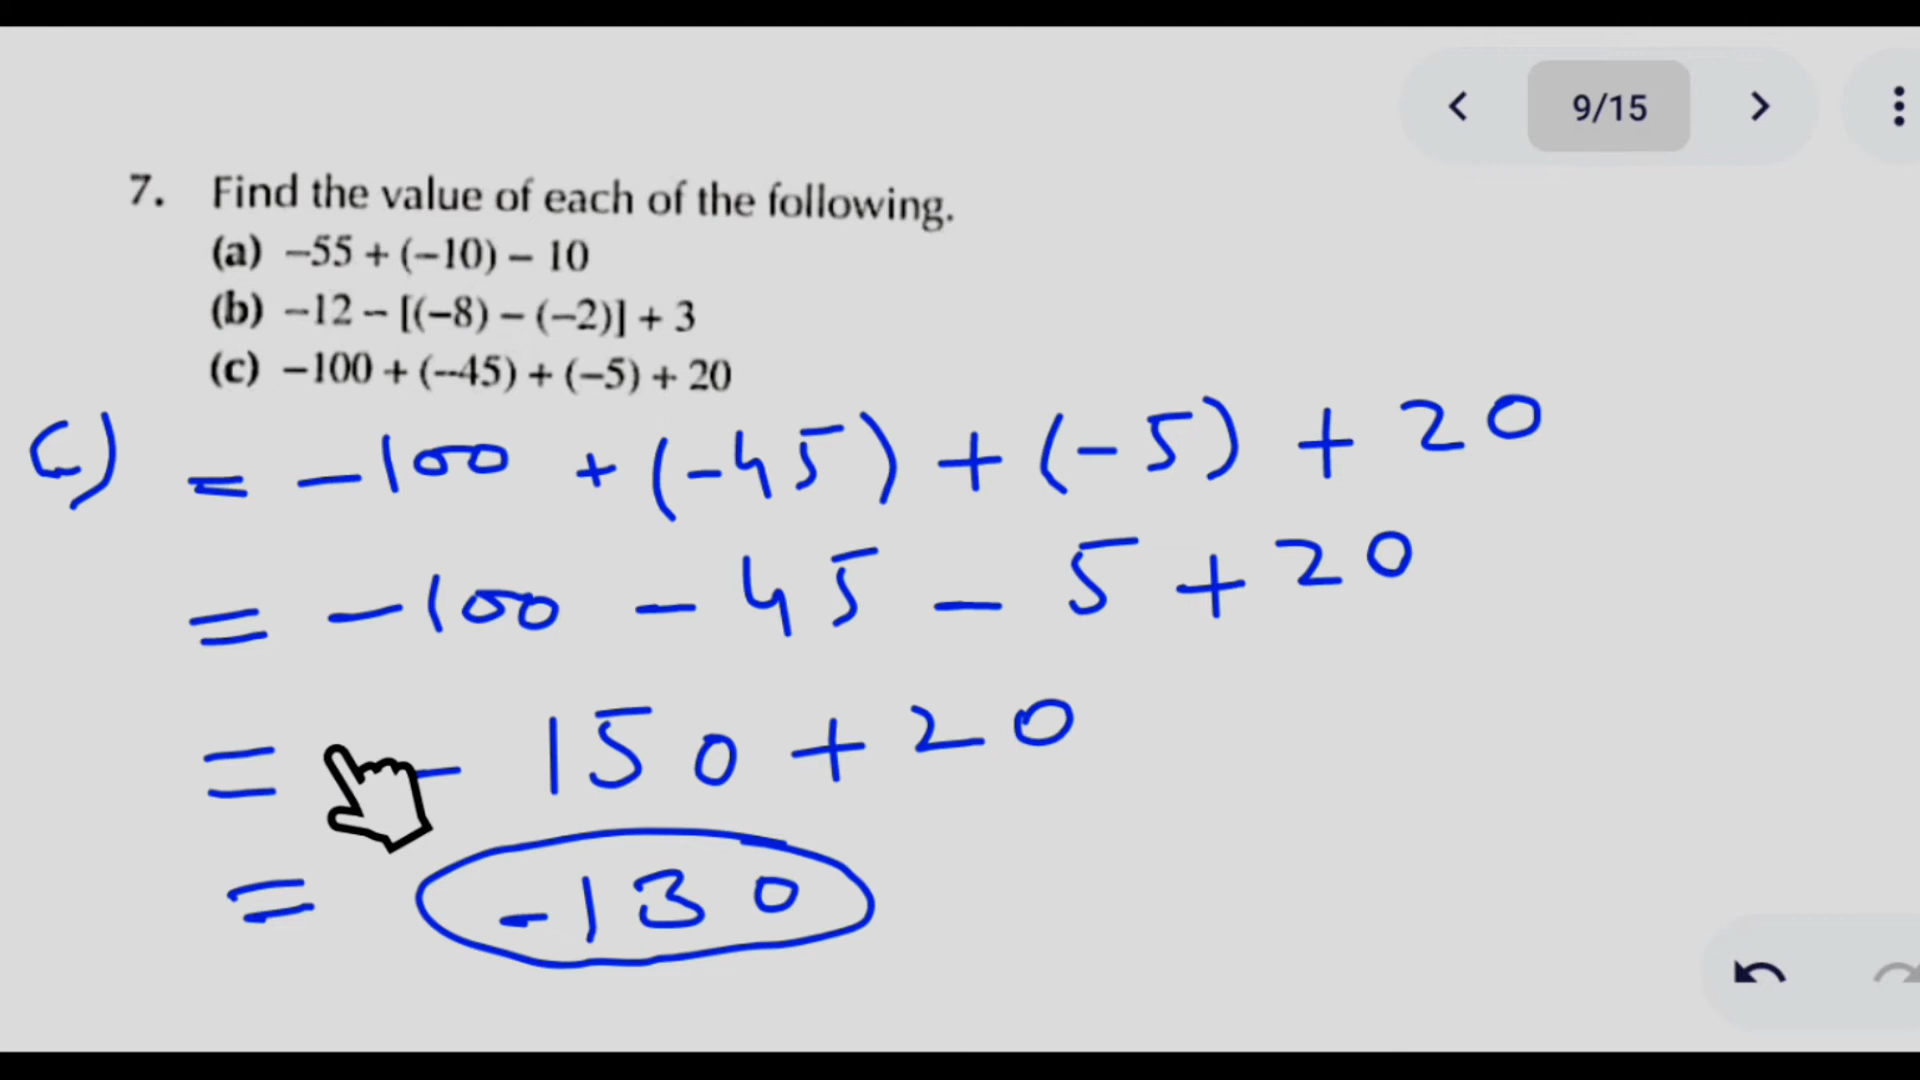 9/15
7. Find the value of each of the following.
(a) –55 + (–10) – 10
(b) –12 – [(–8) – (–2)] + 3
(c) –100 + (--45) + (–5) + 20
c) = -100 + (-45) + (-5) + 20
= -100 - 45 - 5 + 20
= - 150 + 20
= -130